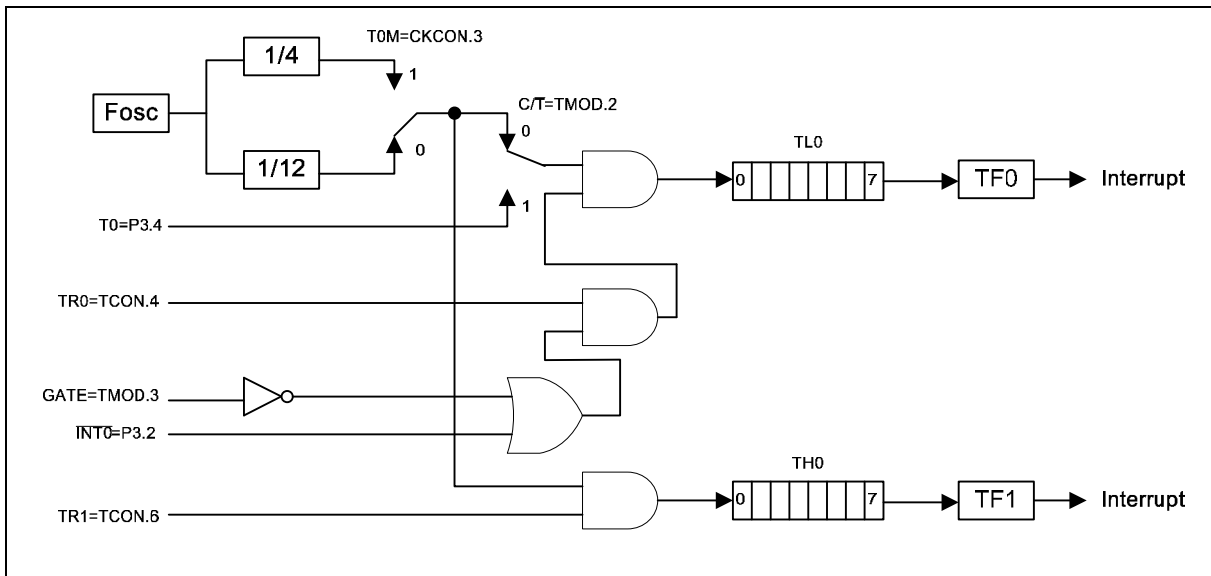 T0M=CKCON.3
1/4
1
Fosc
C/T̅=TMOD.2
0
0
1/12
TL0
0 7
TF0
Interrupt
1
T0=P3.4
TR0=TCON.4
GATE=TMOD.3
I̅N̅T̅0̅=P3.2
TH0
0 7
TF1
Interrupt
TR1=TCON.6